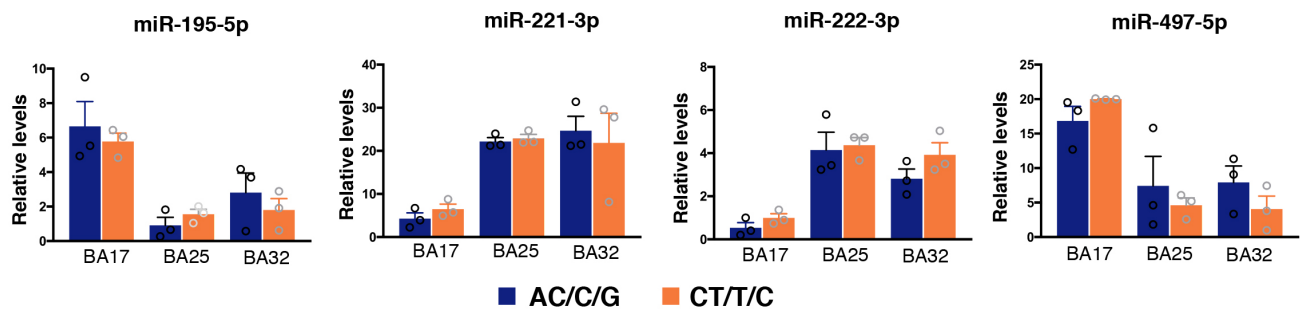 miR-195-5p
miR-221-3p
miR-222-3p
miR-497-5p
Relative levels
10
8
6
4
2
0
BA17
BA25
BA32
Relative levels
40
30
20
10
0
BA17
BA25
BA32
Relative levels
8
6
4
2
0
BA17
BA25
BA32
Relative levels
25
20
15
10
5
0
BA17
BA25
BA32
AC/C/G
CT/T/C